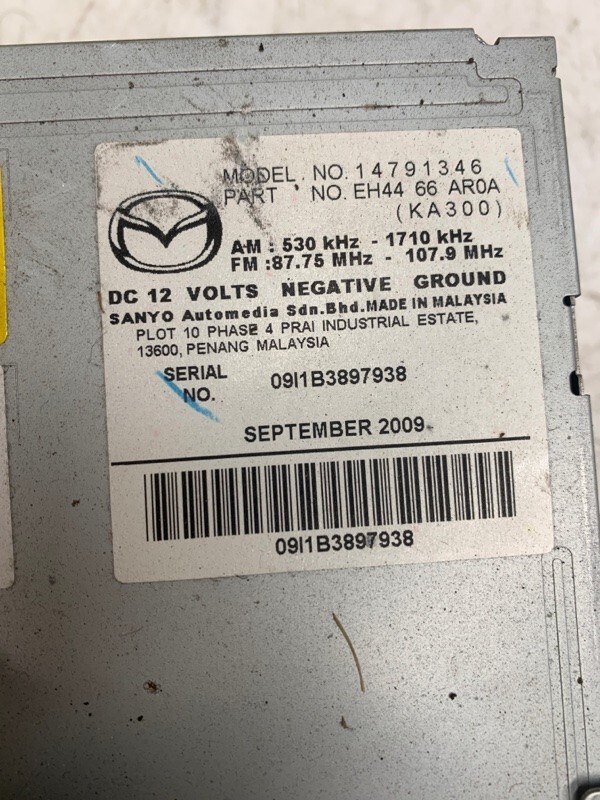 MODEL NO. 14791346
PART NO. EH44 66 AR0A
(KA300)
AM : 530 kHz - 1710 kHz
FM :87.75 MHz - 107.9 MHz
DC 12 VOLTS NEGATIVE GROUND
SANYO Automedia Sdn.Bhd.MADE IN MALAYSIA
PLOT 10 PHASE 4 PRAI INDUSTRIAL ESTATE,
13600, PENANG MALAYSIA
SERIAL NO. 09I1B3897938
SEPTEMBER 2009
09I1B3897938